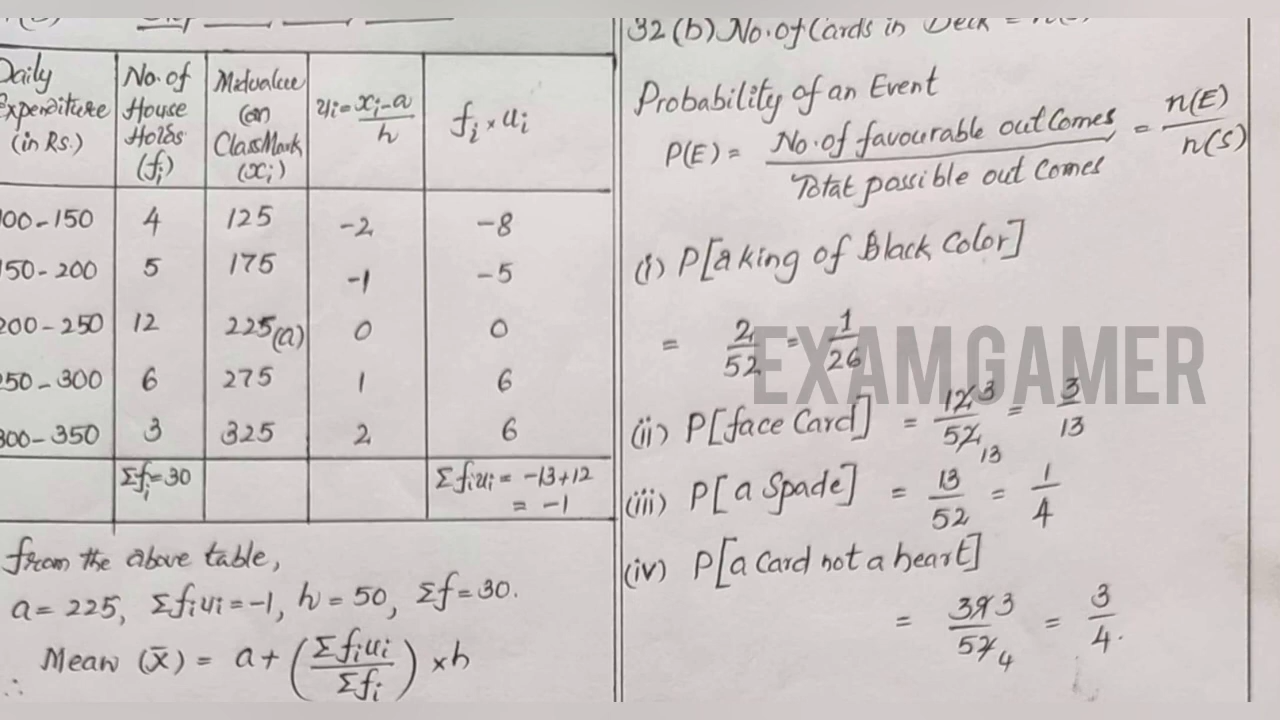 Daily Expenditure (in Rs.) | No. of House Holds (fi) | Midvalue (or) Class Mark (xi) | ui = xi - a / h | fi × ui
100-150 | 4 | 125 | -2 | -8
150-200 | 5 | 175 | -1 | -5
200-250 | 12 | 225(a) | 0 | 0
250-300 | 6 | 275 | 1 | 6
300-350 | 3 | 325 | 2 | 6
Σfi=30 | Σfiui = -13+12
= -1
from the above table,
a = 225, Σfiui = -1, h = 50, Σf = 30.
∴ Mean (x̄) = a + (Σfiui / Σfi) × h
32 (b) No. of Cards in Deck = n(S)
Probability of an Event
P(E) = No. of favourable outcomes / Total possible out comes = n(E) / n(S)
(i) P[a king of Black Color]
= 2/52 = 1/26
EXAM GAMER
(ii) P[face Card] = 12 3 / 52 13 = 3/13
(iii) P[a Spade] = 13/52 = 1/4
(iv) P[a Card not a heart]
= 39 3 / 52 4 = 3/4.